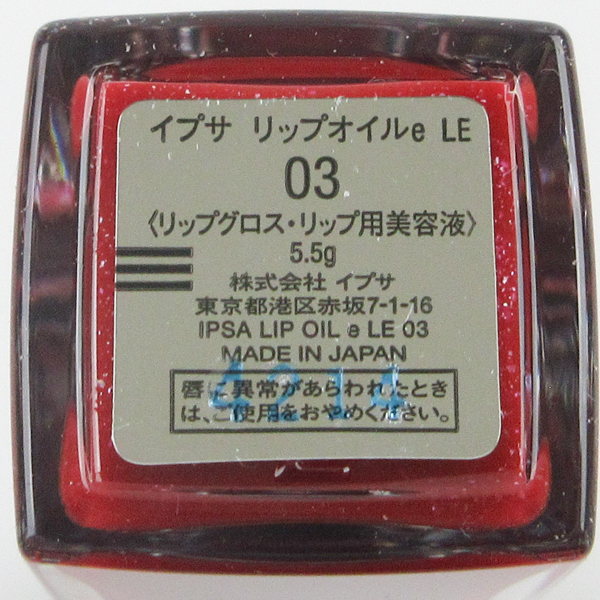 イプサ リップオイルe LE
03
〈リップグロス・リップ用美容液〉
5.5g
株式会社 イプサ
東京都港区赤坂7-1-16
IPSA LIP OIL e LE 03
MADE IN JAPAN
唇に異常があらわれたとき
は、ご使用をおやめください。
4214